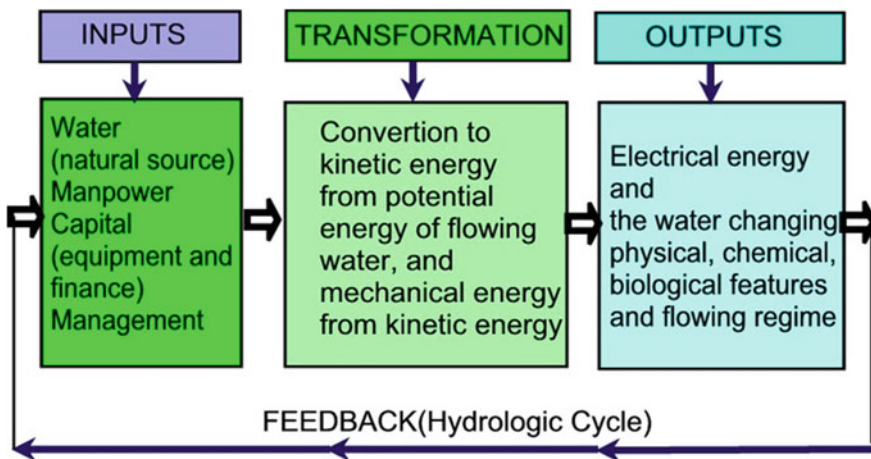 INPUTS
TRANSFORMATION
OUTPUTS
Water
(natural source)
Manpower
Capital
(equipment and
finance)
Management
Convertion to
kinetic energy
from potential
energy of flowing
water, and
mechanical energy
from kinetic energy
Electrical energy
and
the water changing
physical, chemical,
biological features
and flowing regime
FEEDBACK(Hydrologic Cycle)